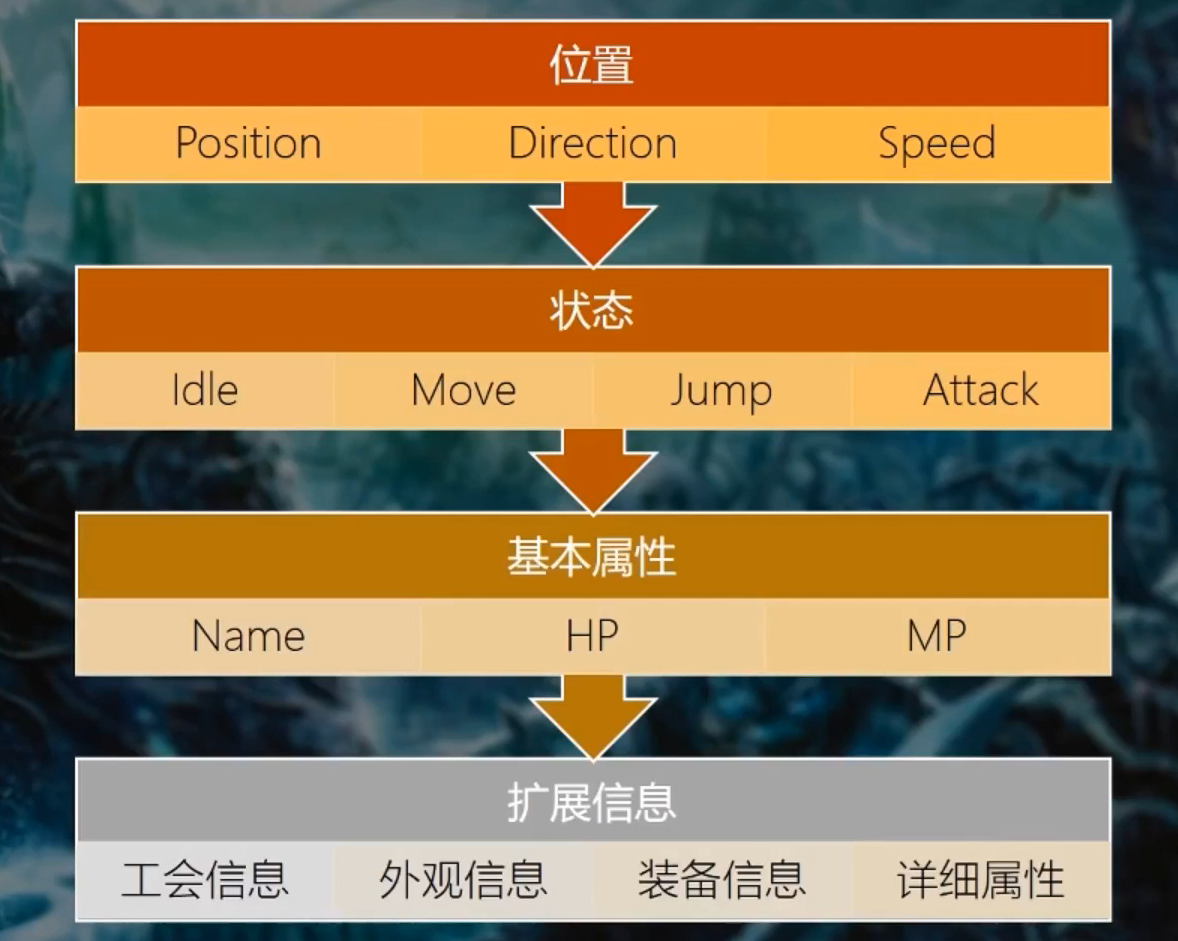 位置
Position Direction Speed
状态
Idle Move Jump Attack
基本属性
Name HP MP
扩展信息
工会信息 外观信息 装备信息 详细属性